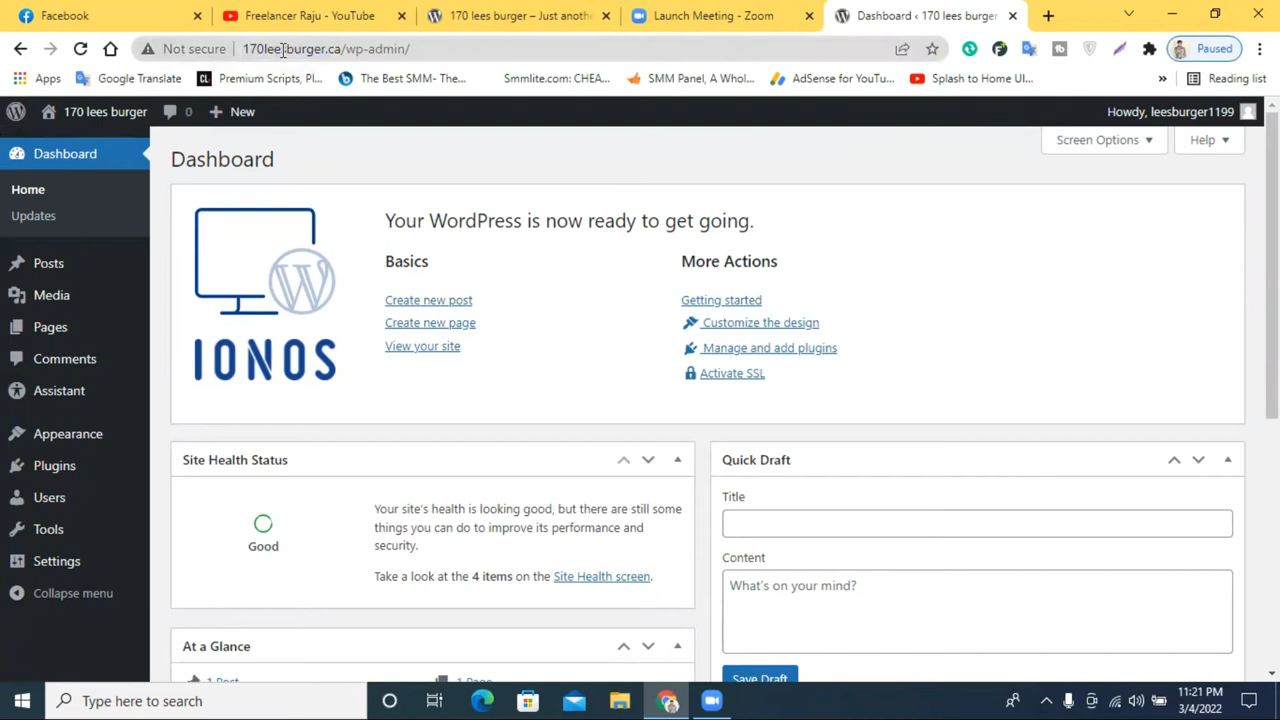 Facebook
Freelancer Raju - YouTube
170 lees burger – Just anoth
Launch Meeting - Zoom
Dashboard ‹ 170 lees burger
Not secure
170leesburger.ca/wp-admin/
Paused
Apps
Google Translate
Premium Scripts, Pl...
The Best SMM- The...
Smmlite.com: CHEA...
SMM Panel, A Whol...
AdSense for YouTu...
Splash to Home UI...
»
Reading list
170 lees burger
0
New
Howdy, leesburger1199
Dashboard
Home
Updates
Posts
Media
Pages
Comments
Assistant
Appearance
Plugins
Users
Tools
Settings
Collapse menu
Screen Options
Help
Dashboard
IONOS
Your WordPress is now ready to get going.
Basics
Create new post
Create new page
View your site
More Actions
Getting started
Customize the design
Manage and add plugins
Activate SSL
Site Health Status
Good
Your site's health is looking good, but there are still some
things you can do to improve its performance and
security.
Take a look at the 4 items on the Site Health screen.
At a Glance
1 Post
1 Page
Quick Draft
Title
Content
What's on your mind?
Save Draft
Type here to search
11:21 PM
3/4/2022